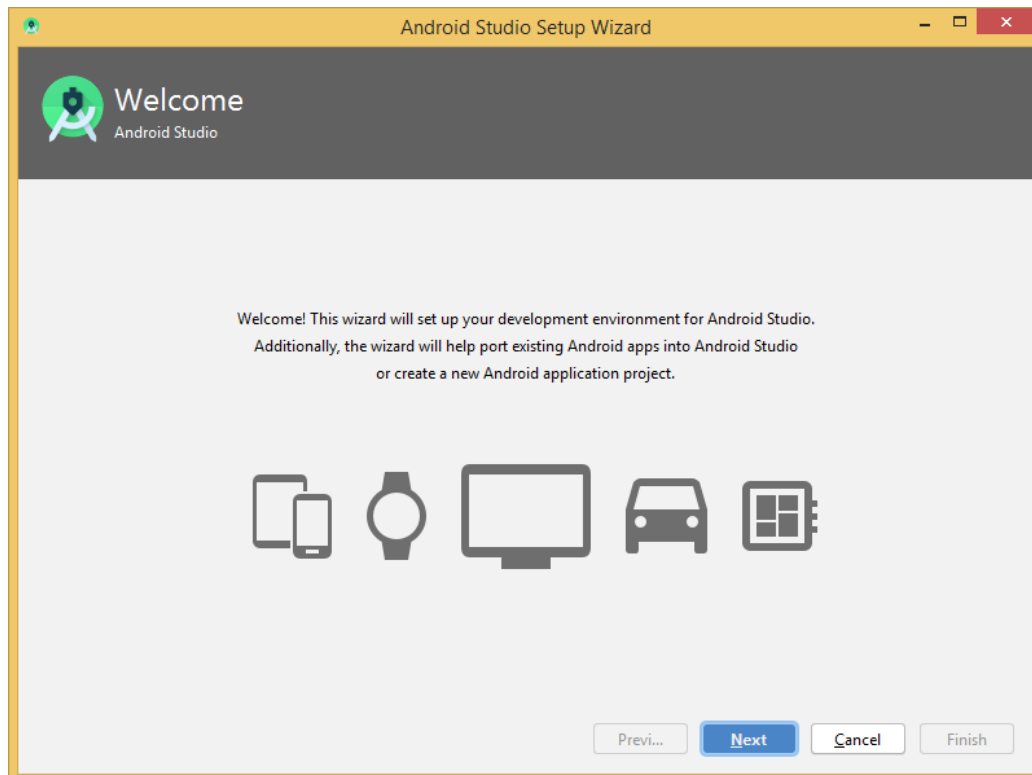 Android Studio Setup Wizard
Welcome
Android Studio
Welcome! This wizard will set up your development environment for Android Studio.
Additionally, the wizard will help port existing Android apps into Android Studio
or create a new Android application project.
Previ... Next Cancel Finish